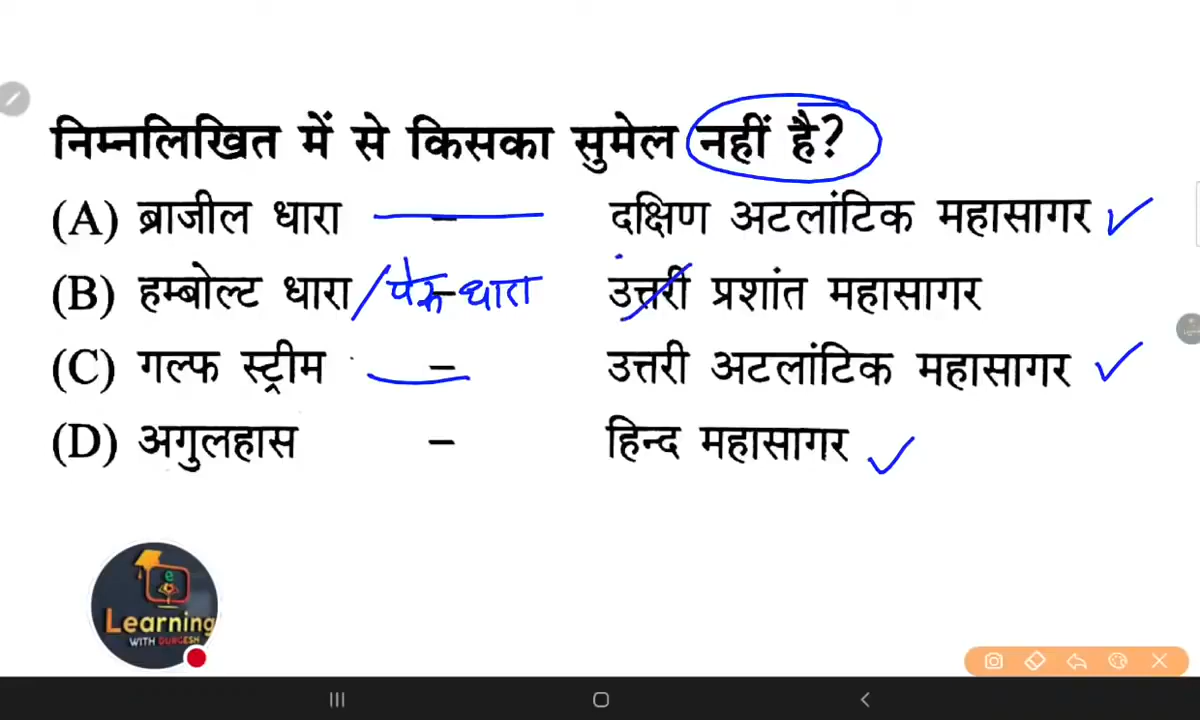 निम्नलिखित में से किसका सुमेल नहीं है?
(A) ब्राजील धारा – दक्षिण अटलांटिक महासागर
(B) हम्बोल्ट धारा / पेरू धारा – उत्तरी प्रशांत महासागर
(C) गल्फ स्ट्रीम – उत्तरी अटलांटिक महासागर
(D) अगुलहास – हिन्द महासागर
e
Learning
WITH DURGESH